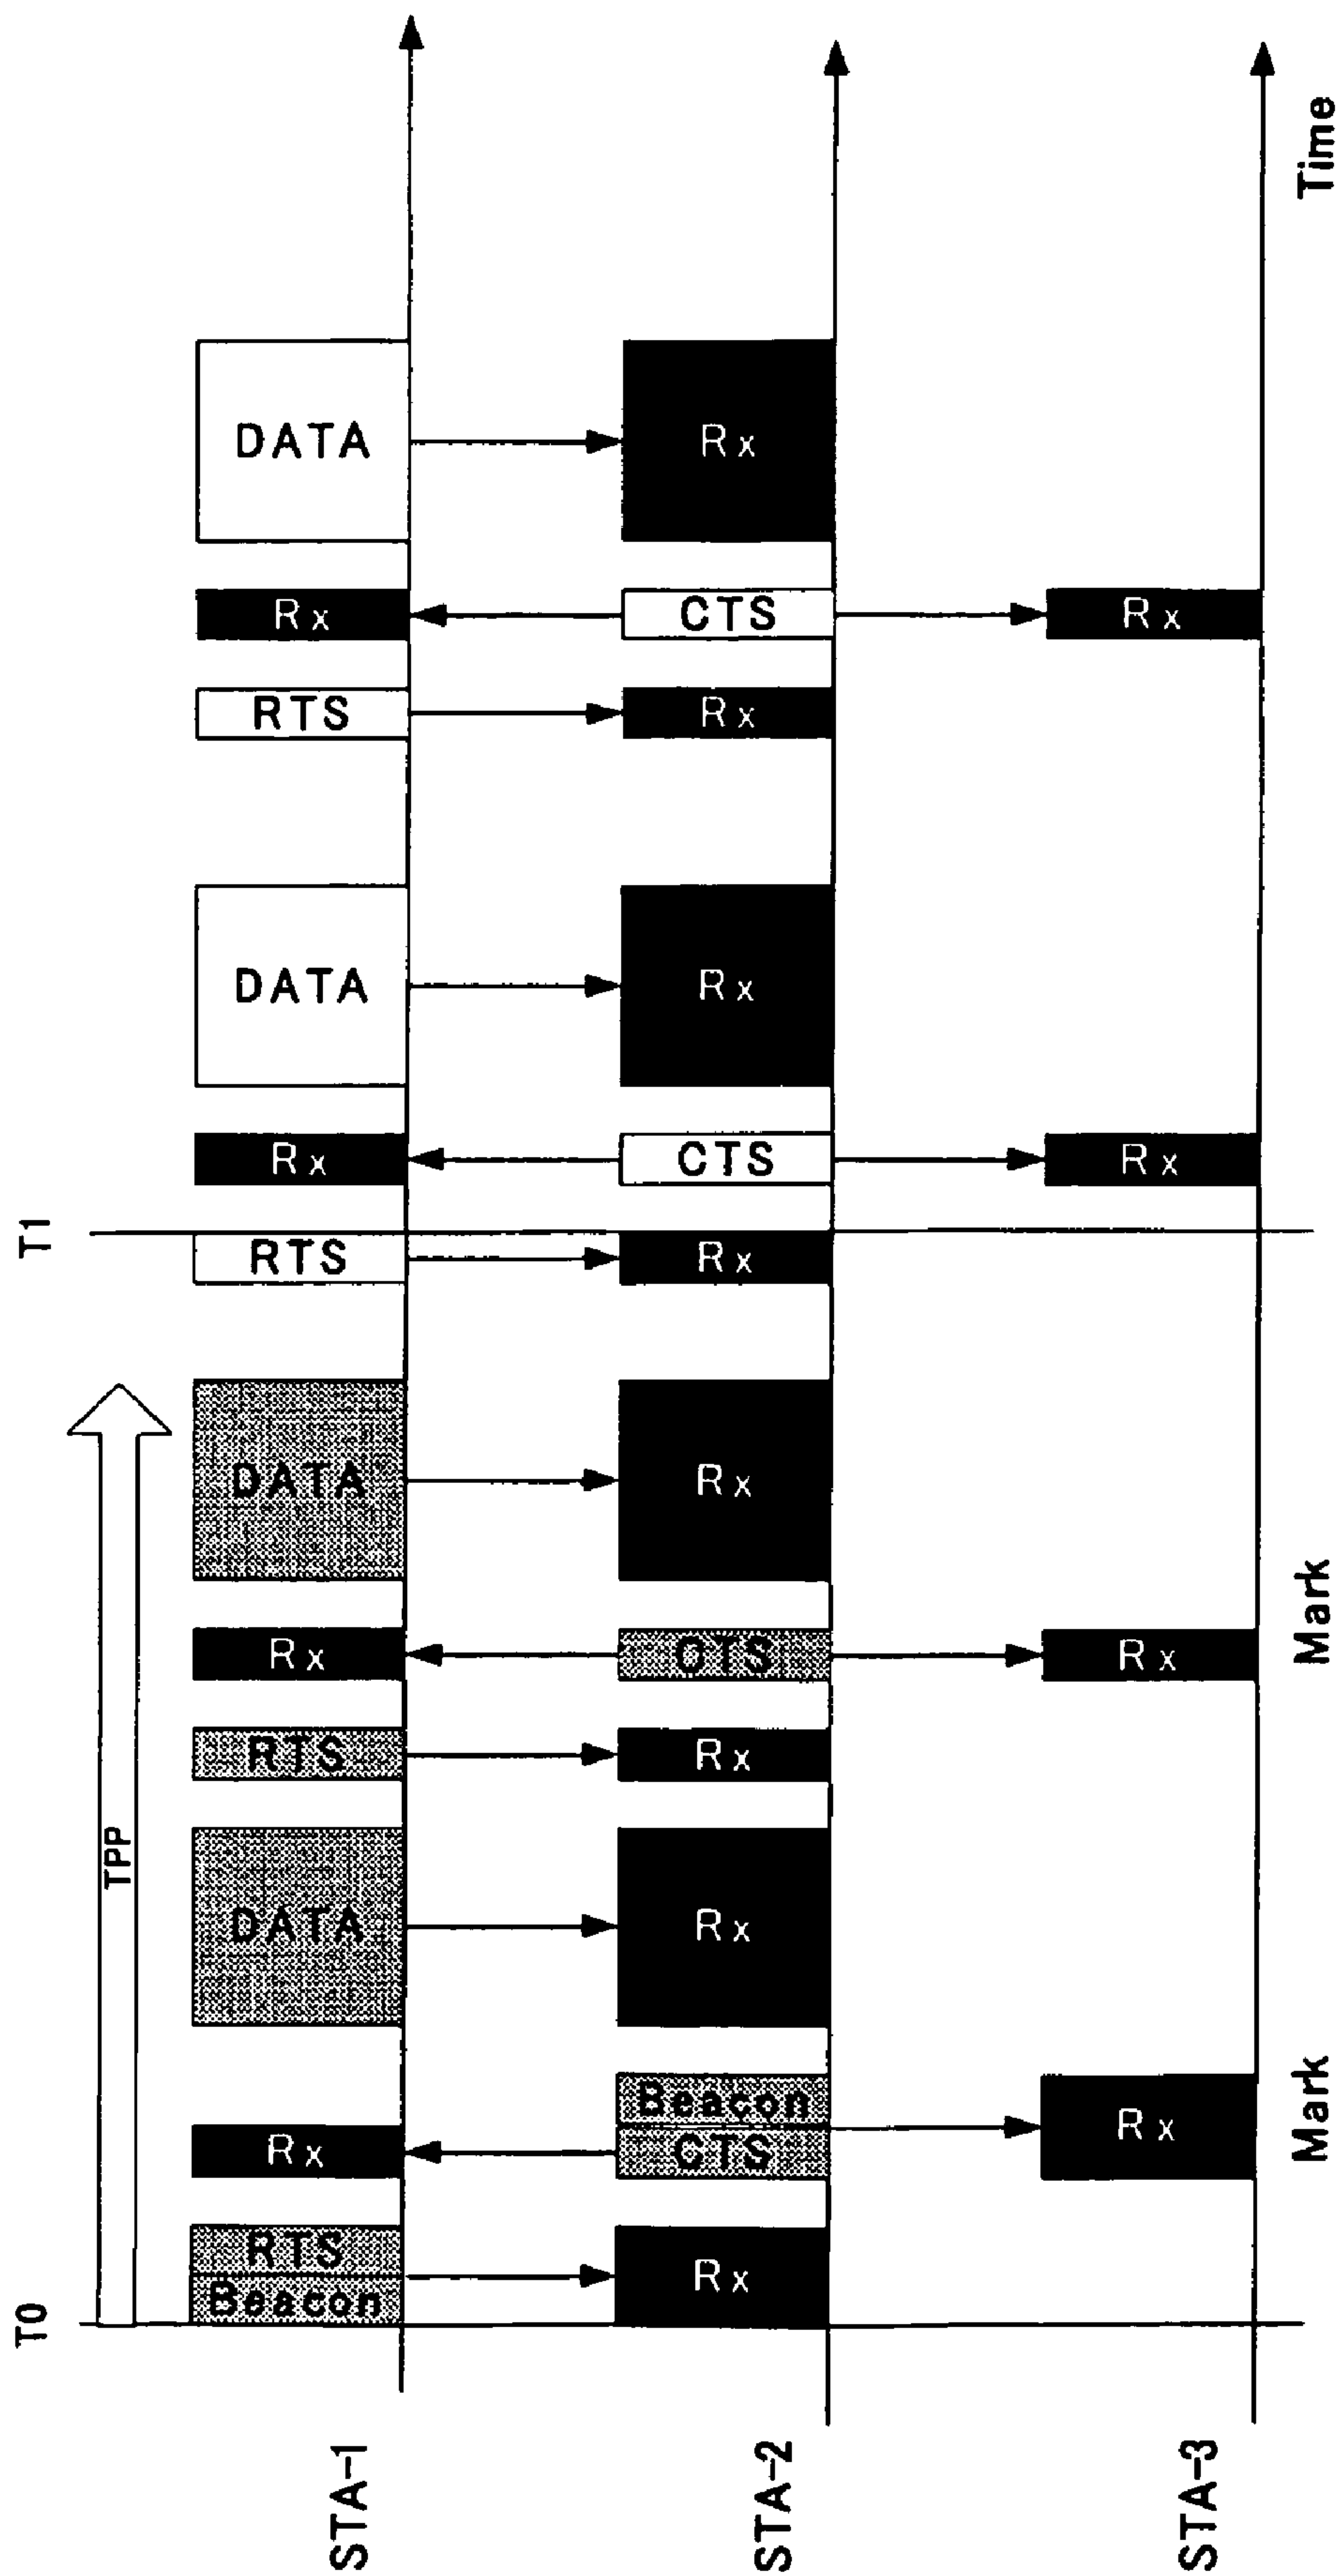 T0
T1
TPP
STA-1
Beacon
RTS
Rx
DATA
RTS
Rx
DATA
RTS
Rx
DATA
RTS
Rx
DATA
STA-2
Rx
CTS
Beacon
Rx
Rx
CTS
Rx
Rx
CTS
Rx
Rx
CTS
Rx
STA-3
Rx
Rx
Rx
Rx
Mark
Mark
Time